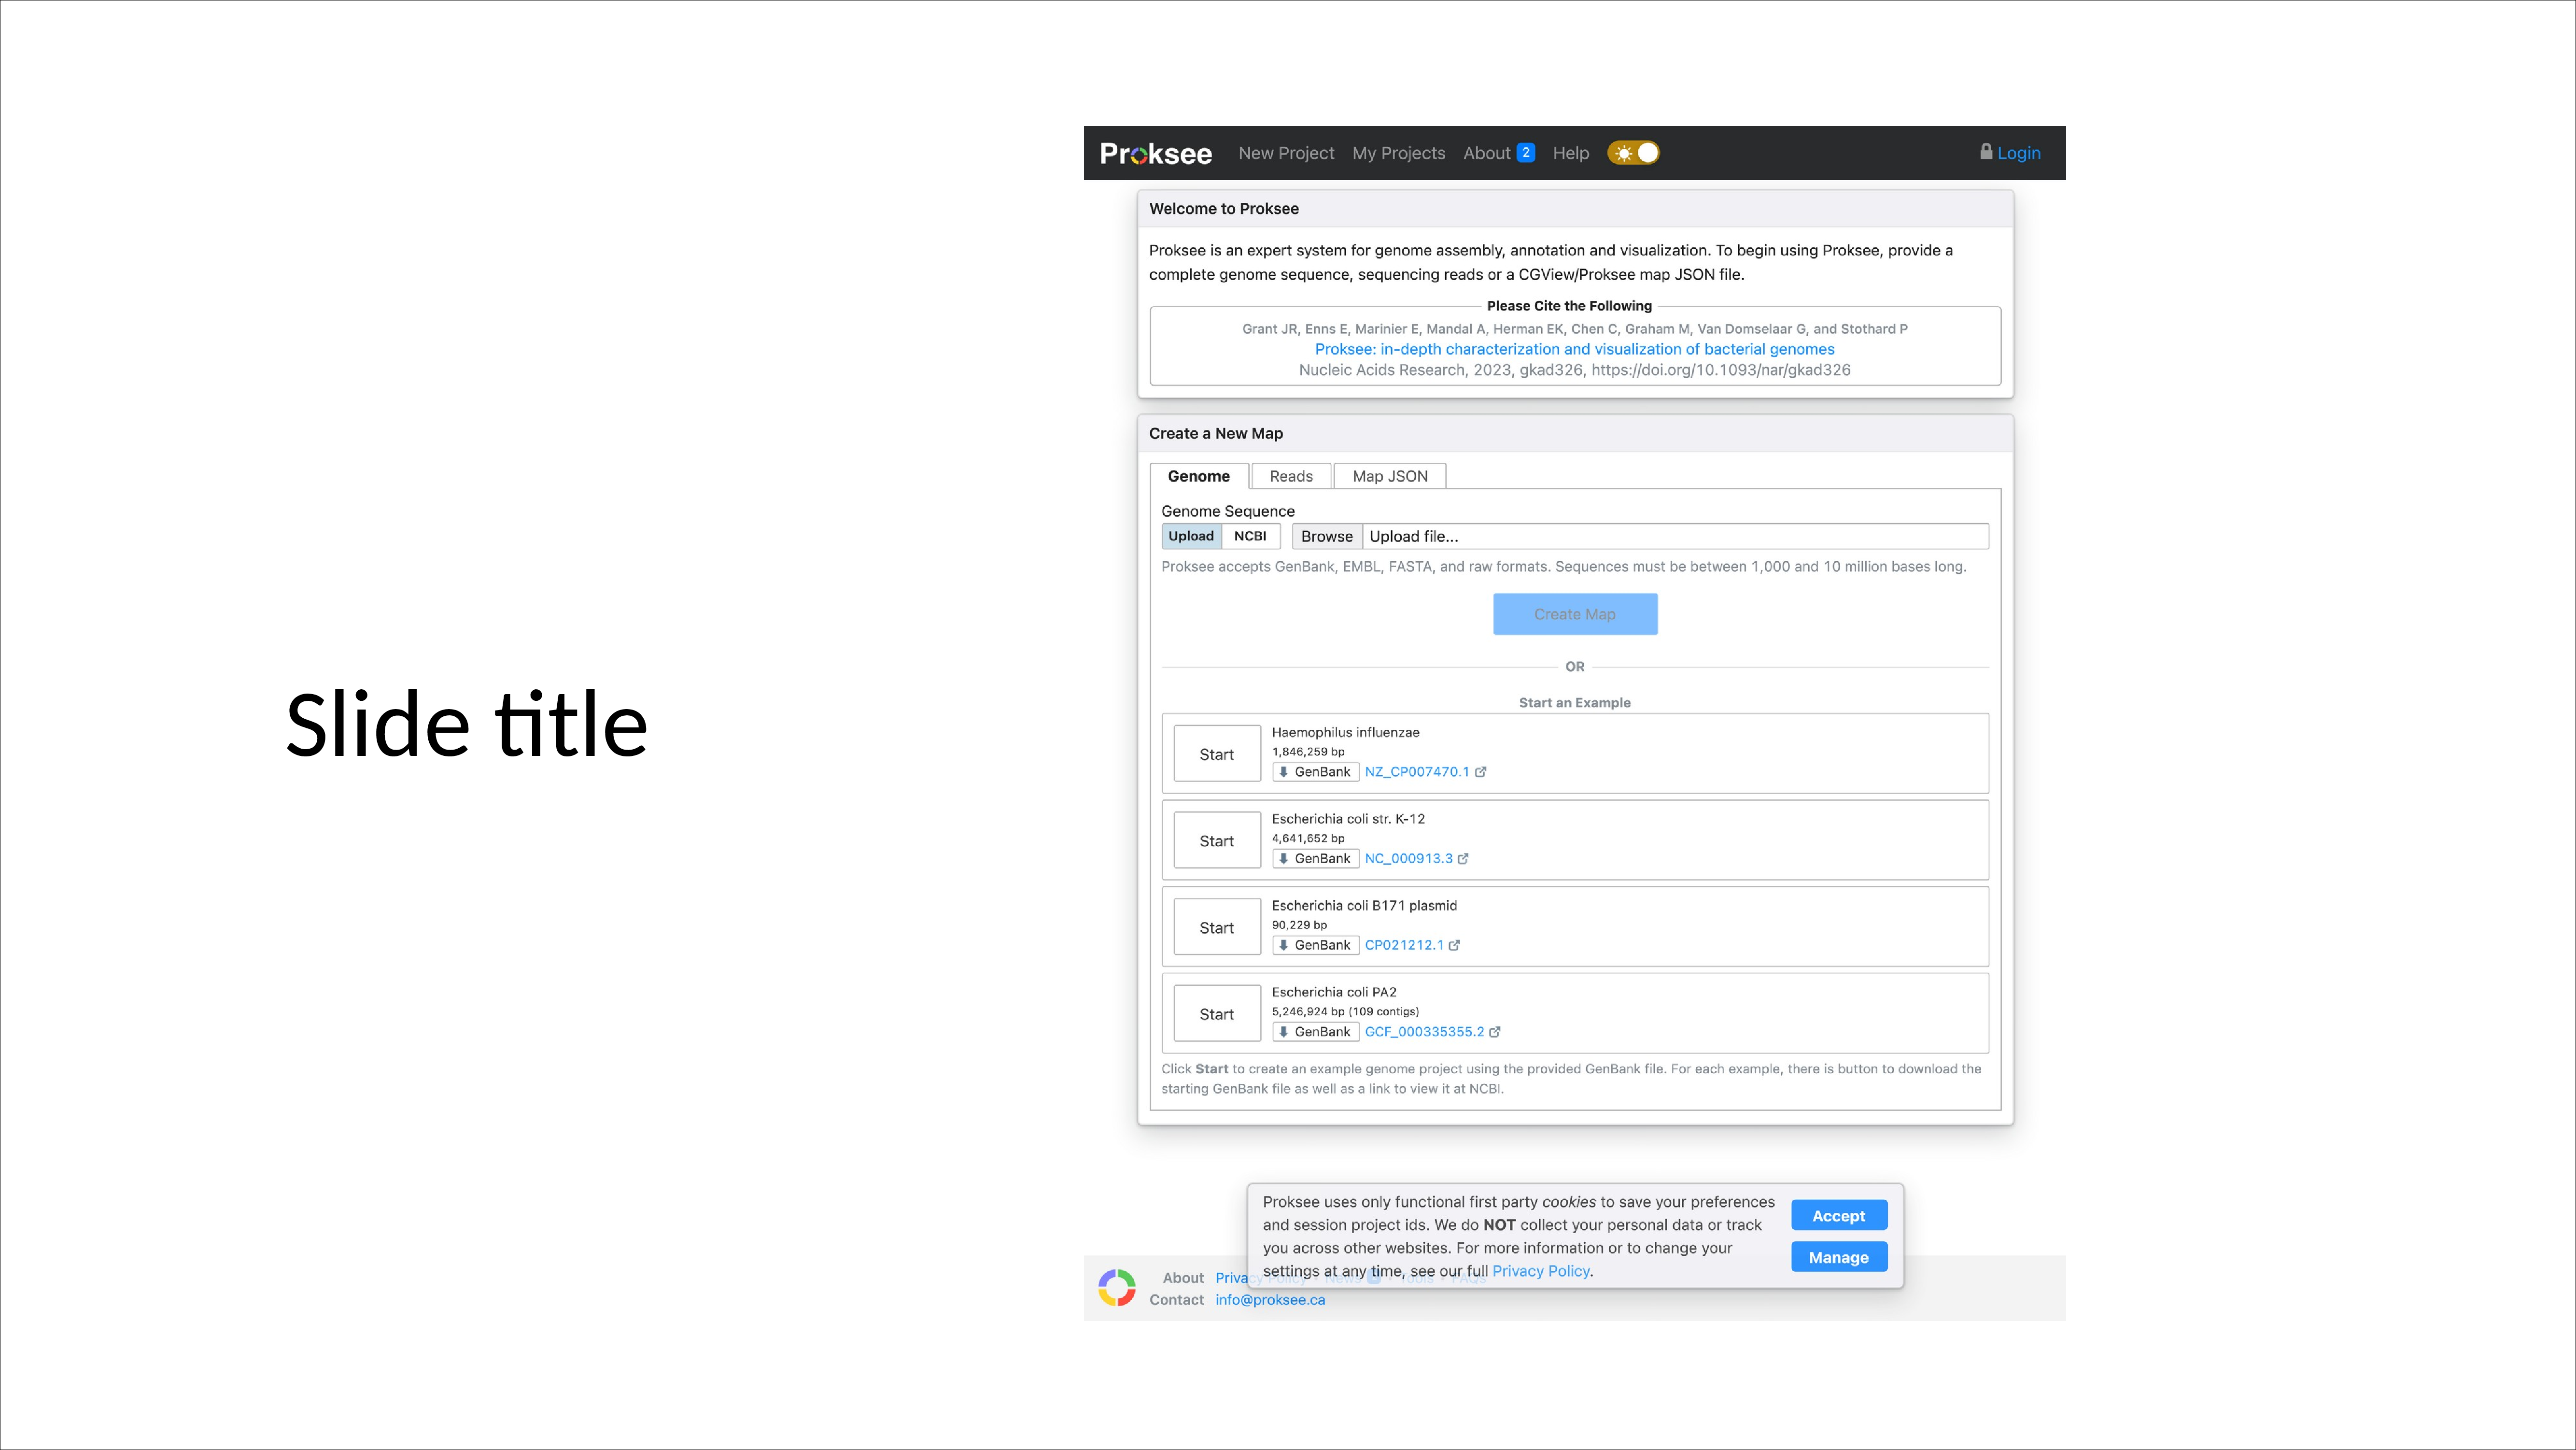 Slide title
Proksee New Project My Projects About 2 Help Login
Welcome to Proksee
Proksee is an expert system for genome assembly, annotation and visualization. To begin using Proksee, provide a
complete genome sequence, sequencing reads or a CGView/Proksee map JSON file.
Please Cite the Following
Grant JR, Enns E, Marinier E, Mandal A, Herman EK, Chen C, Graham M, Van Domselaar G, and Stothard P
Proksee: in-depth characterization and visualization of bacterial genomes
Nucleic Acids Research, 2023, gkad326, https://doi.org/10.1093/nar/gkad326
Create a New Map
Genome Reads Map JSON
Genome Sequence
Upload NCBI Browse Upload file...
Proksee accepts GenBank, EMBL, FASTA, and raw formats. Sequences must be between 1,000 and 10 million bases long.
Create Map
OR
Start an Example
Start
Haemophilus influenzae
1,846,259 bp
GenBank NZ_CP007470.1
Start
Escherichia coli str. K-12
4,641,652 bp
GenBank NC_000913.3
Start
Escherichia coli B171 plasmid
90,229 bp
GenBank CP021212.1
Start
Escherichia coli PA2
5,246,924 bp (109 contigs)
GenBank GCF_000335355.2
Click Start to create an example genome project using the provided GenBank file. For each example, there is button to download the
starting GenBank file as well as a link to view it at NCBI.
Proksee uses only functional first party cookies to save your preferences
and session project ids. We do NOT collect your personal data or track
you across other websites. For more information or to change your
settings at any time, see our full Privacy Policy.
Accept
Manage
About Privacy Policy News Tools FAQs
Contact info@proksee.ca